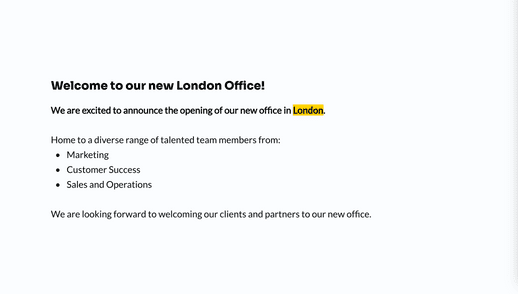 Welcome to our new London Office!
We are excited to announce the opening of our new office in London.
Home to a diverse range of talented team members from:
• Marketing
• Customer Success
• Sales and Operations
We are looking forward to welcoming our clients and partners to our new office.